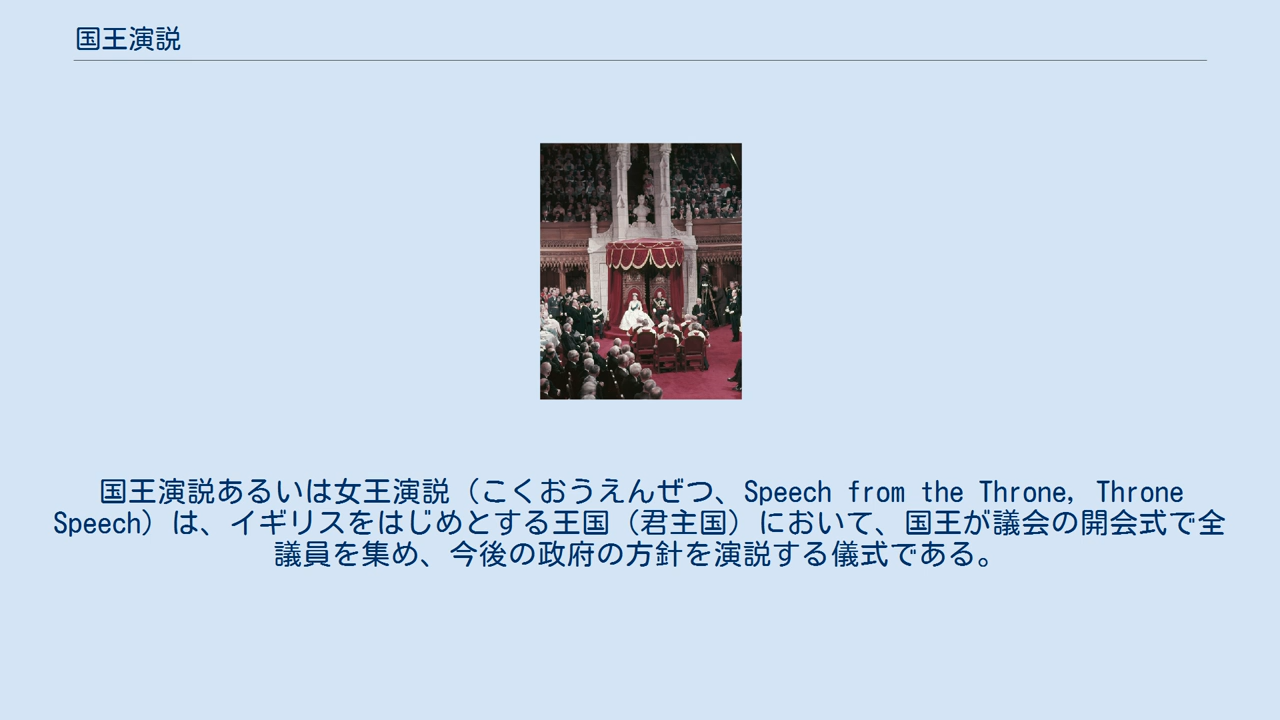 国王演説
国王演説あるいは女王演説（こくおうえんぜつ、Speech from the Throne, Throne
Speech）は、イギリスをはじめとする王国（君主国）において、国王が議会の開会式で全
議員を集め、今後の政府の方針を演説する儀式である。